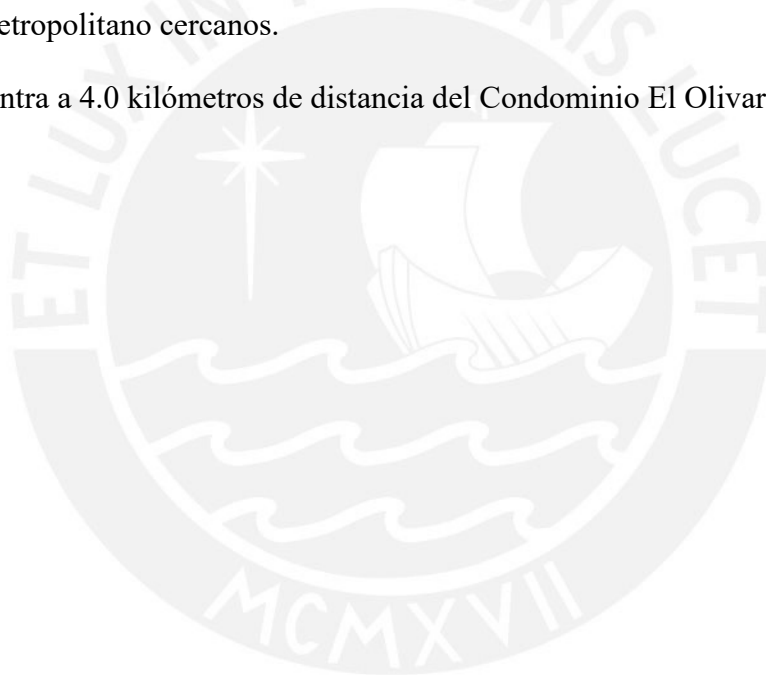 etropolitano cercanos.
ntra a 4.0 kilómetros de distancia del Condominio El Olivar
ET LUX IN TENEBRIS LUCET
MCMXVII